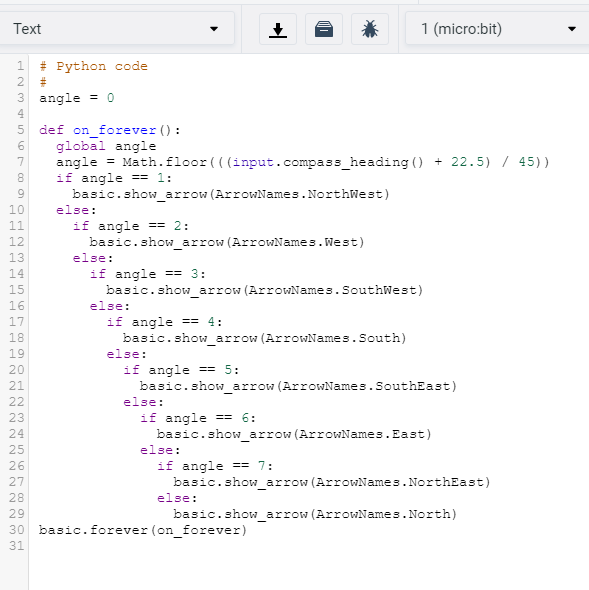 Text
1 (micro:bit)
1 # Python code
2 #
3 angle = 0
4
5 def on_forever():
6   global angle
7   angle = Math.floor(((input.compass_heading() + 22.5) / 45))
8   if angle == 1:
9     basic.show_arrow(ArrowNames.NorthWest)
10   else:
11     if angle == 2:
12       basic.show_arrow(ArrowNames.West)
13     else:
14       if angle == 3:
15         basic.show_arrow(ArrowNames.SouthWest)
16       else:
17         if angle == 4:
18           basic.show_arrow(ArrowNames.South)
19         else:
20           if angle == 5:
21             basic.show_arrow(ArrowNames.SouthEast)
22           else:
23             if angle == 6:
24               basic.show_arrow(ArrowNames.East)
25             else:
26               if angle == 7:
27                 basic.show_arrow(ArrowNames.NorthEast)
28               else:
29                 basic.show_arrow(ArrowNames.North)
30 basic.forever(on_forever)
31